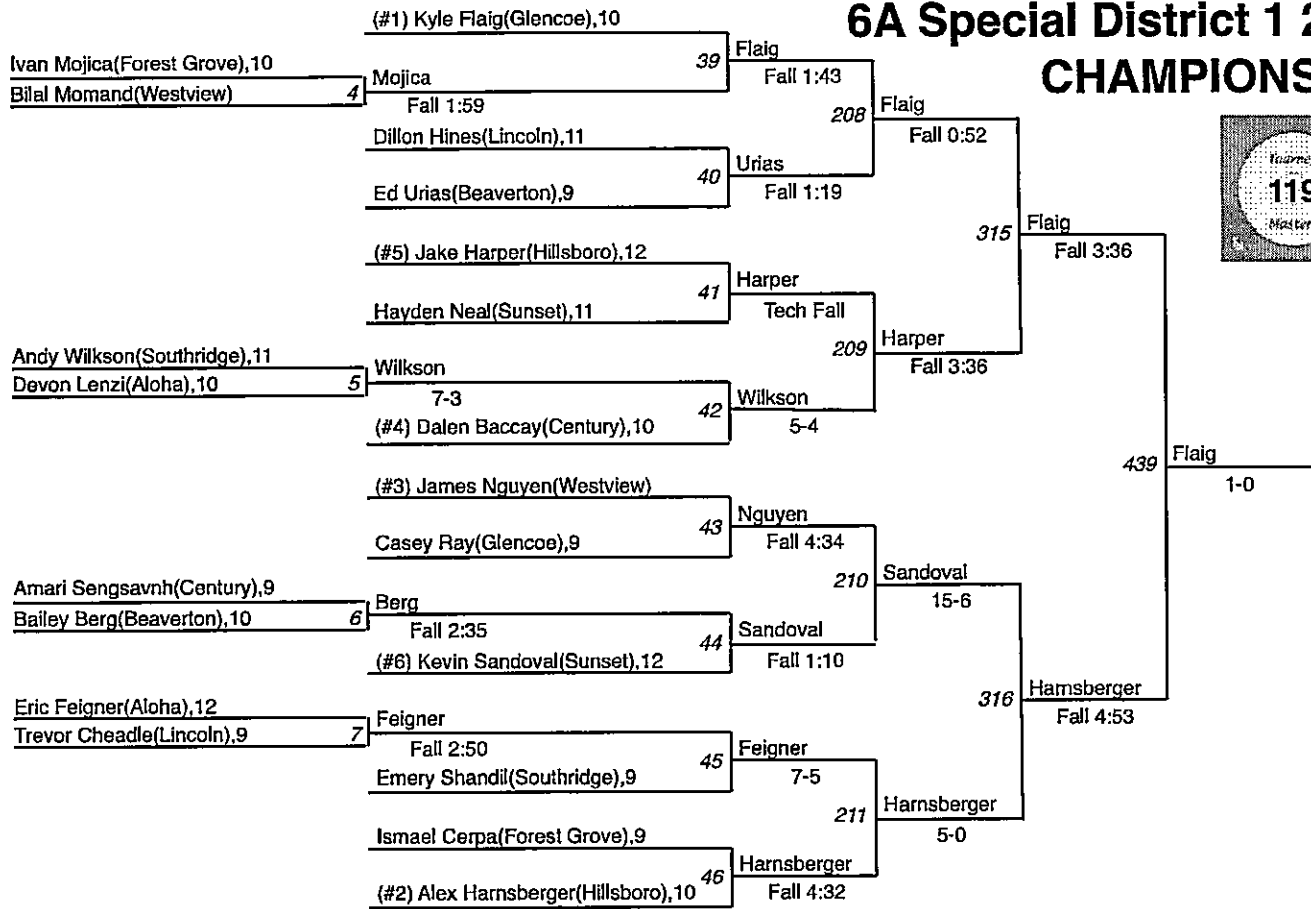 6A Special District 1 2
CHAMPIONS
(#1) Kyle Flaig(Glencoe),10
Ivan Mojica(Forest Grove),10
Bilal Momand(Westview)
4
Mojica
Fall 1:59
39
Flaig
Fall 1:43
Dillon Hines(Lincoln),11
Ed Urias(Beaverton),9
40
Urias
Fall 1:19
208
Flaig
Fall 0:52
119
Master
(#5) Jake Harper(Hillsboro),12
Hayden Neal(Sunset),11
41
Harper
Tech Fall
Andy Wilkson(Southridge),11
Devon Lenzi(Aloha),10
5
Wilkson
7-3
(#4) Dalen Baccay(Century),10
42
Wilkson
5-4
209
Harper
Fall 3:36
315
Flaig
Fall 3:36
(#3) James Nguyen(Westview)
Casey Ray(Glencoe),9
43
Nguyen
Fall 4:34
Amari Sengsavnh(Century),9
Bailey Berg(Beaverton),10
6
Berg
Fall 2:35
(#6) Kevin Sandoval(Sunset),12
44
Sandoval
Fall 1:10
210
Sandoval
15-6
Eric Feigner(Aloha),12
Trevor Cheadle(Lincoln),9
7
Feigner
Fall 2:50
Emery Shandil(Southridge),9
45
Feigner
7-5
Ismael Cerpa(Forest Grove),9
(#2) Alex Harnsberger(Hillsboro),10
46
Harnsberger
Fall 4:32
211
Harnsberger
5-0
316
Harnsberger
Fall 4:53
439
Flaig
1-0